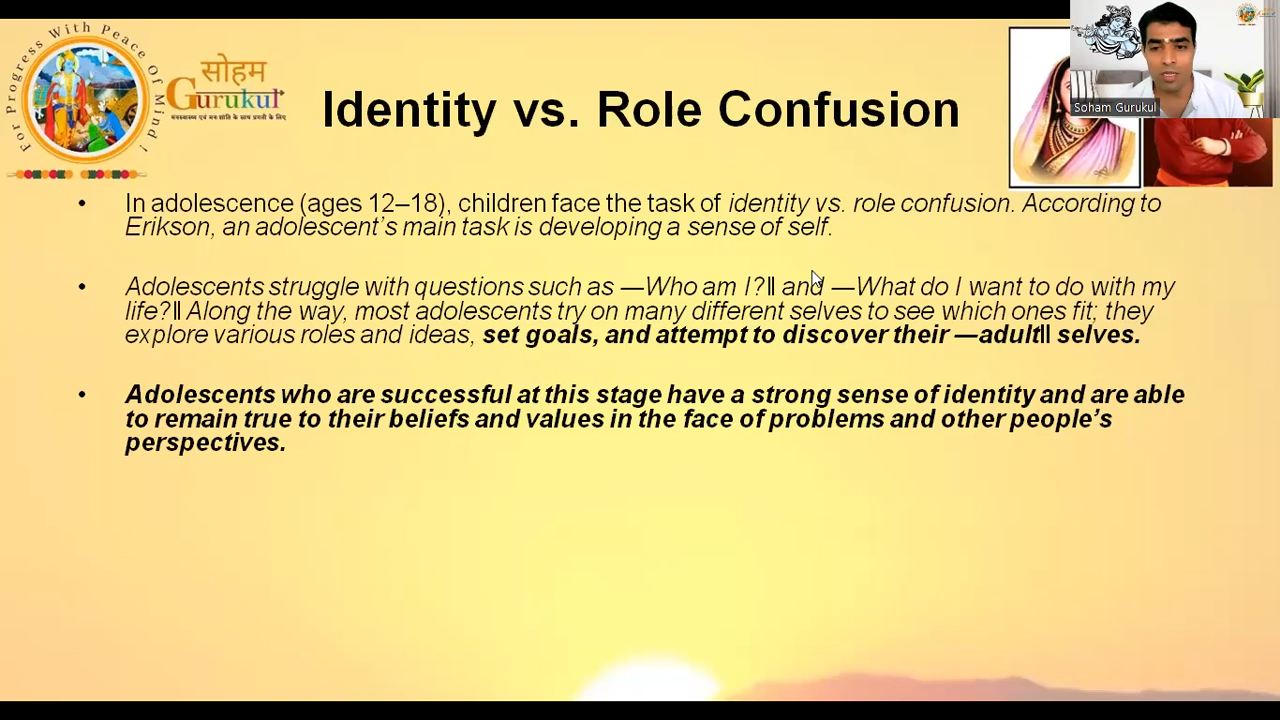 For Progress With Peace Of Mind !
सोहम
Gurukul
मनःस्वास्थ्य एवं मनःशांति के साथ प्रगती के लिए
Identity vs. Role Confusion
Soham Gurukul
• In adolescence (ages 12–18), children face the task of identity vs. role confusion. According to
Erikson, an adolescent’s main task is developing a sense of self.
• Adolescents struggle with questions such as ―Who am I?‖ and ―What do I want to do with my
life?‖ Along the way, most adolescents try on many different selves to see which ones fit; they
explore various roles and ideas, set goals, and attempt to discover their ―adult‖ selves.
• Adolescents who are successful at this stage have a strong sense of identity and are able
to remain true to their beliefs and values in the face of problems and other people’s
perspectives.